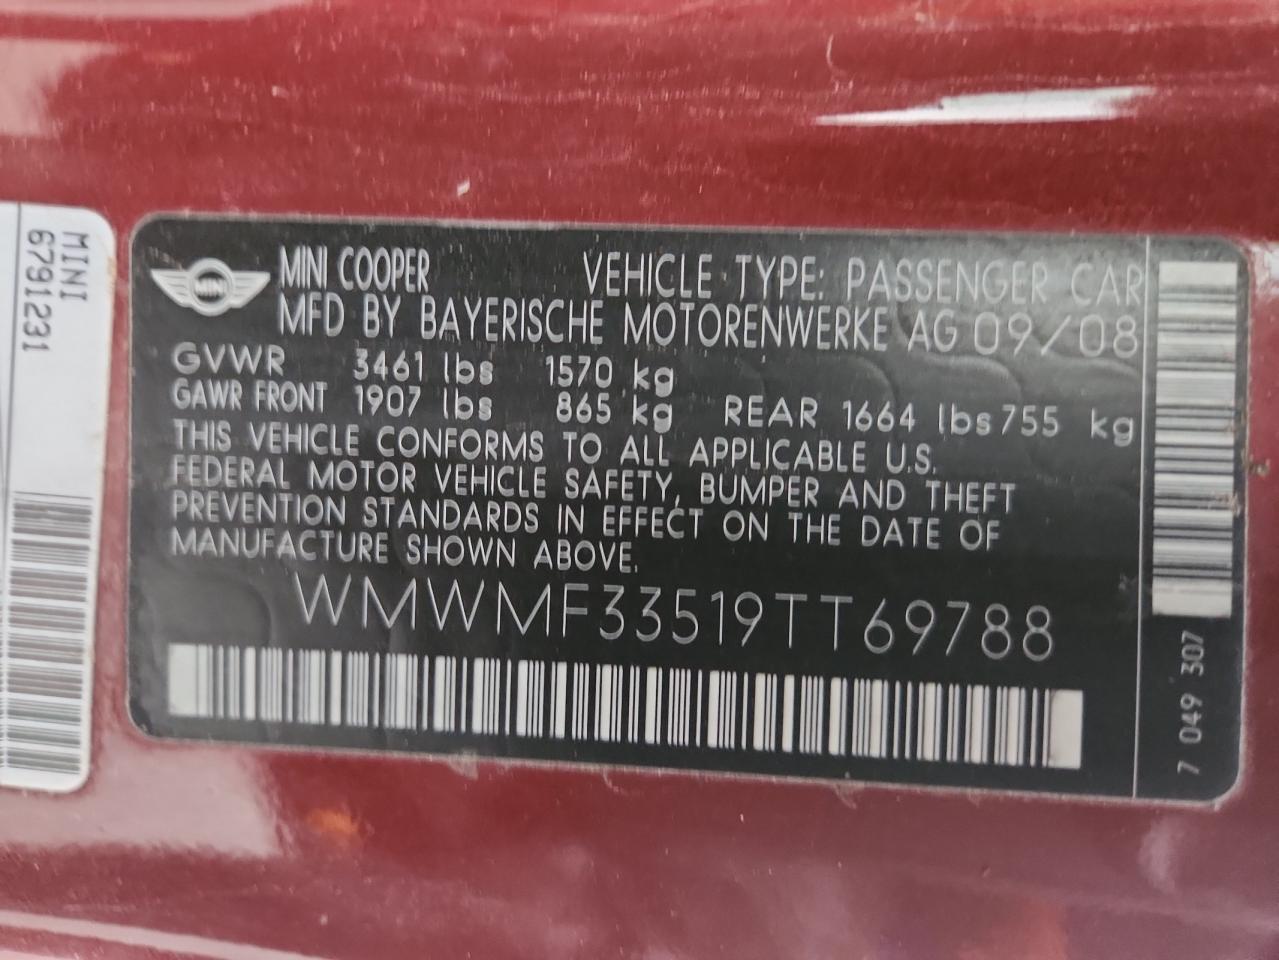 MINI
MINI COOPER VEHICLE TYPE: PASSENGER CAR
MFD BY BAYERISCHE MOTORENWERKE AG 09/08
GVWR 3461 lbs 1570 kg
GAWR FRONT 1907 lbs 865 kg REAR 1664 lbs 755 kg
THIS VEHICLE CONFORMS TO ALL APPLICABLE U.S.
FEDERAL MOTOR VEHICLE SAFETY, BUMPER AND THEFT
PREVENTION STANDARDS IN EFFECT ON THE DATE OF
MANUFACTURE SHOWN ABOVE.
WMWMF33519TT69788
7 049 307
MINI
6791231